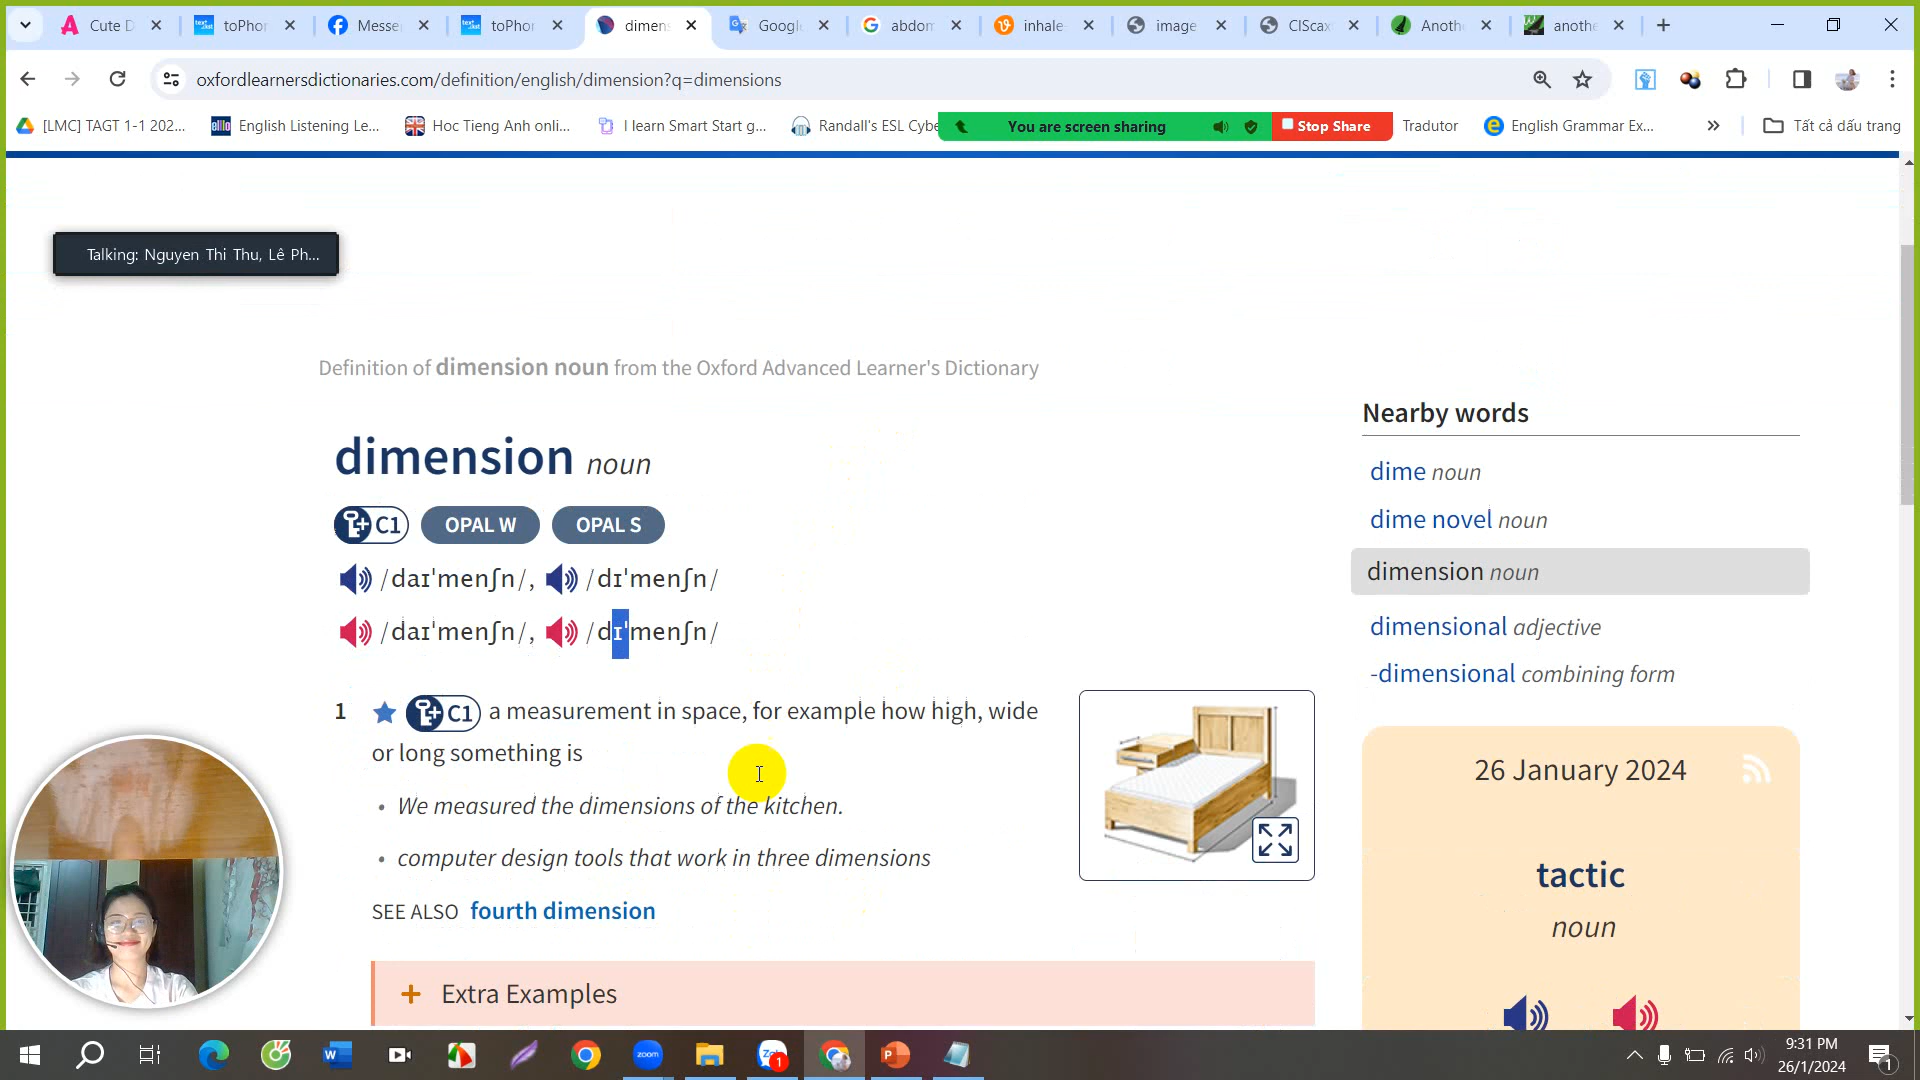 Cute D
toPhor
Messe
toPhor
dimen
Googl
abdom
inhale
image
CIScax
Anoth
anothe
oxfordlearnersdictionaries.com/definition/english/dimension?q=dimensions
[LMC] TAGT 1-1 202...
English Listening Le...
Hoc Tieng Anh onli...
I learn Smart Start g...
Randall's ESL Cybe
You are screen sharing
Stop Share
Tradutor
English Grammar Ex...
Tất cả dấu trang
Talking: Nguyen Thi Thu, Lê Ph...
Definition of dimension noun from the Oxford Advanced Learner's Dictionary
dimension noun
C1 OPAL W OPAL S
/daɪˈmenʃn/, /dɪˈmenʃn/
/daɪˈmenʃn/, /dɪˈmenʃn/
1 C1 a measurement in space, for example how high, wide
or long something is
• We measured the dimensions of the kitchen.
• computer design tools that work in three dimensions
SEE ALSO fourth dimension
+ Extra Examples
Nearby words
dime noun
dime novel noun
dimension noun
dimensional adjective
-dimensional combining form
26 January 2024
tactic
noun
zoom
1
9:31 PM
26/1/2024
1